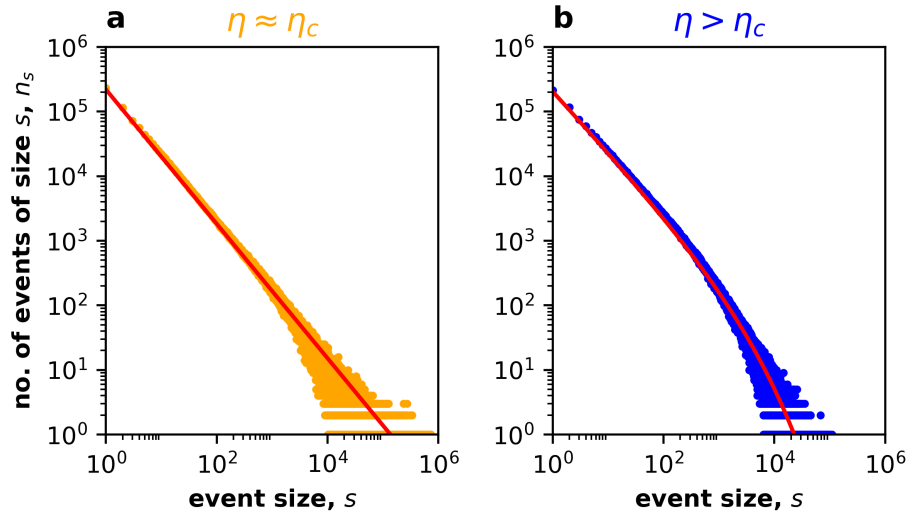 a
η ≈ η_c
b
η > η_c
no. of events of size s, n_s
10^6
10^5
10^4
10^3
10^2
10^1
10^0
10^0 10^2 10^4 10^6
event size, s
10^6
10^5
10^4
10^3
10^2
10^1
10^0
10^0 10^2 10^4 10^6
event size, s